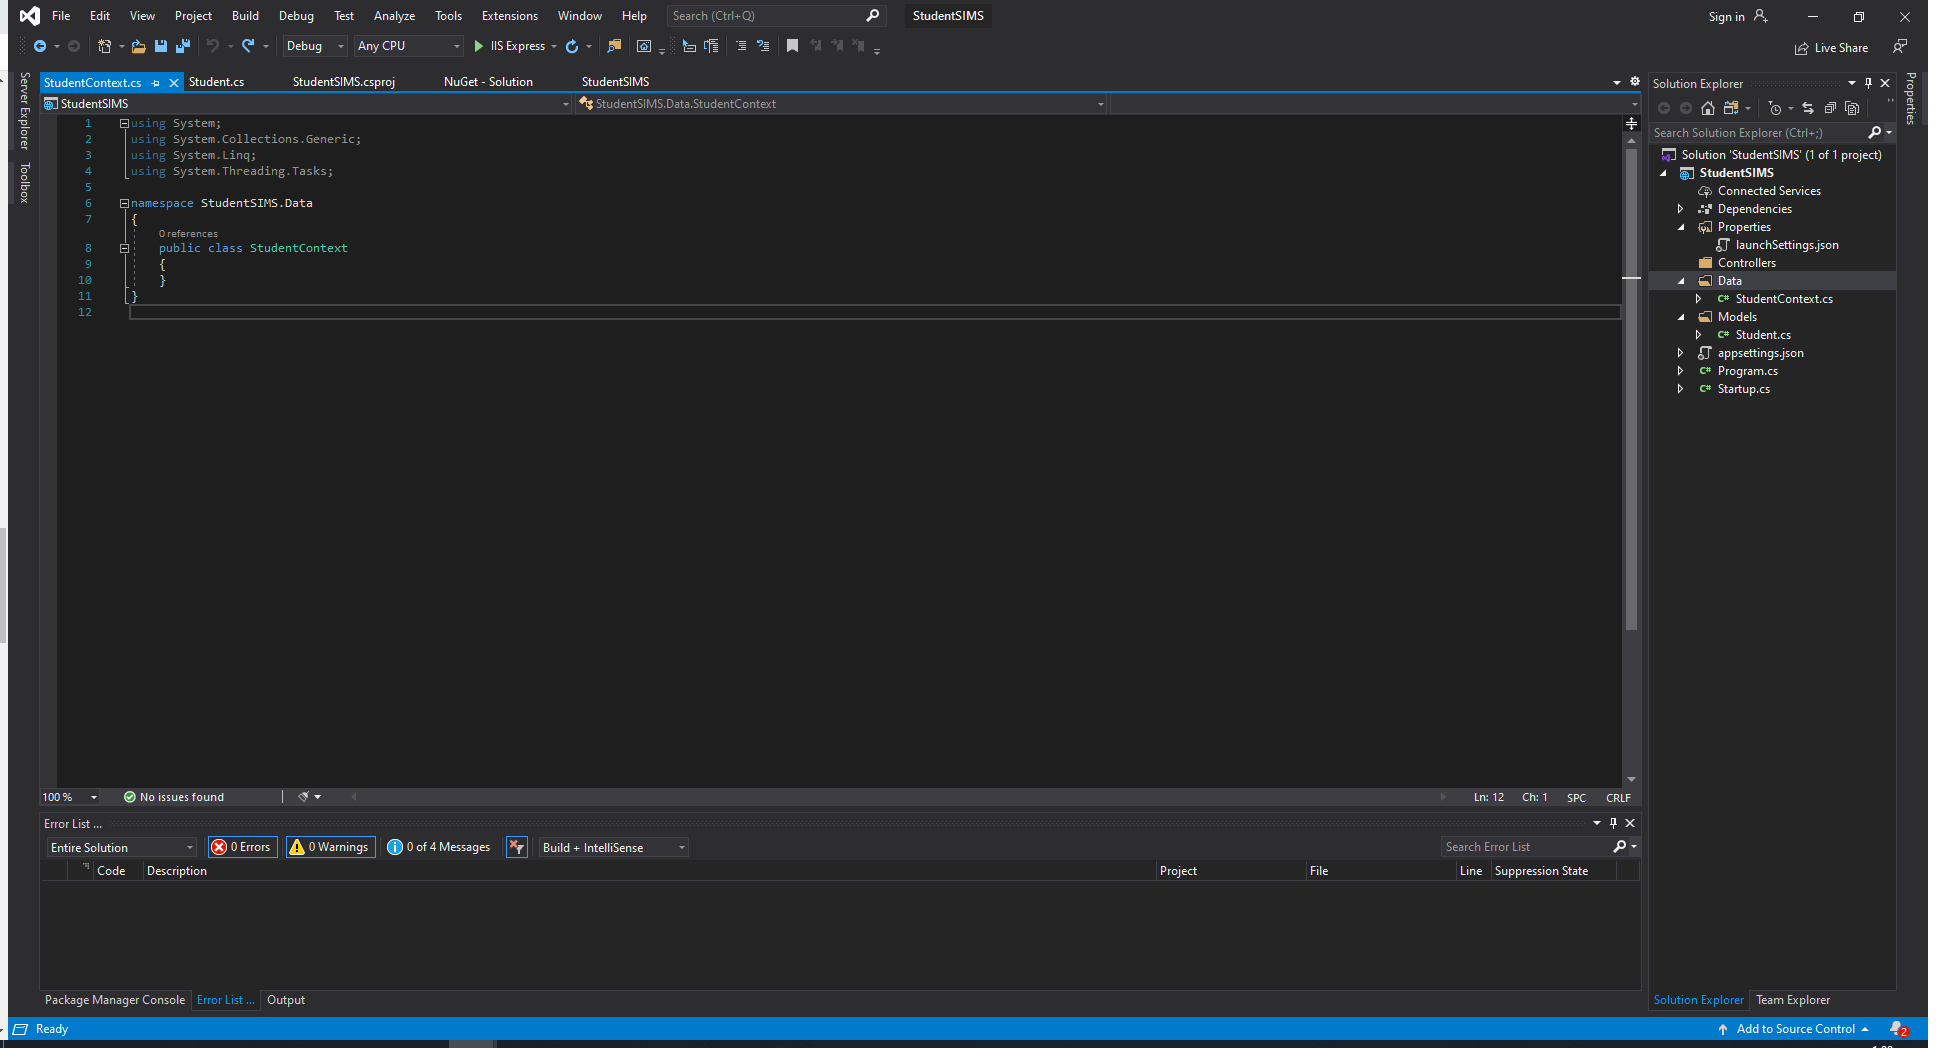 File Edit View Project Build Debug Test Analyze Tools Extensions Window Help Search (Ctrl+Q) StudentSIMS Sign in
Debug Any CPU IIS Express Live Share
Server Explorer
Toolbox
StudentContext.cs Student.cs StudentSIMS.csproj NuGet - Solution StudentSIMS
StudentSIMS StudentSIMS.Data.StudentContext
1 using System;
2 using System.Collections.Generic;
3 using System.Linq;
4 using System.Threading.Tasks;
5
6 namespace StudentSIMS.Data
7 {
0 references
8 public class StudentContext
9 {
10 }
11 }
12
100 % No issues found Ln: 12 Ch: 1 SPC CRLF
Error List ...
Entire Solution 0 Errors 0 Warnings 0 of 4 Messages Build + IntelliSense Search Error List
Code Description Project File Line Suppression State
Package Manager Console Error List ... Output
Solution Explorer
Search Solution Explorer (Ctrl+;)
Solution 'StudentSIMS' (1 of 1 project)
StudentSIMS
Connected Services
Dependencies
Properties
launchSettings.json
Controllers
Data
C# StudentContext.cs
Models
C# Student.cs
appsettings.json
C# Program.cs
C# Startup.cs
Solution Explorer Team Explorer
Properties
Ready Add to Source Control 2